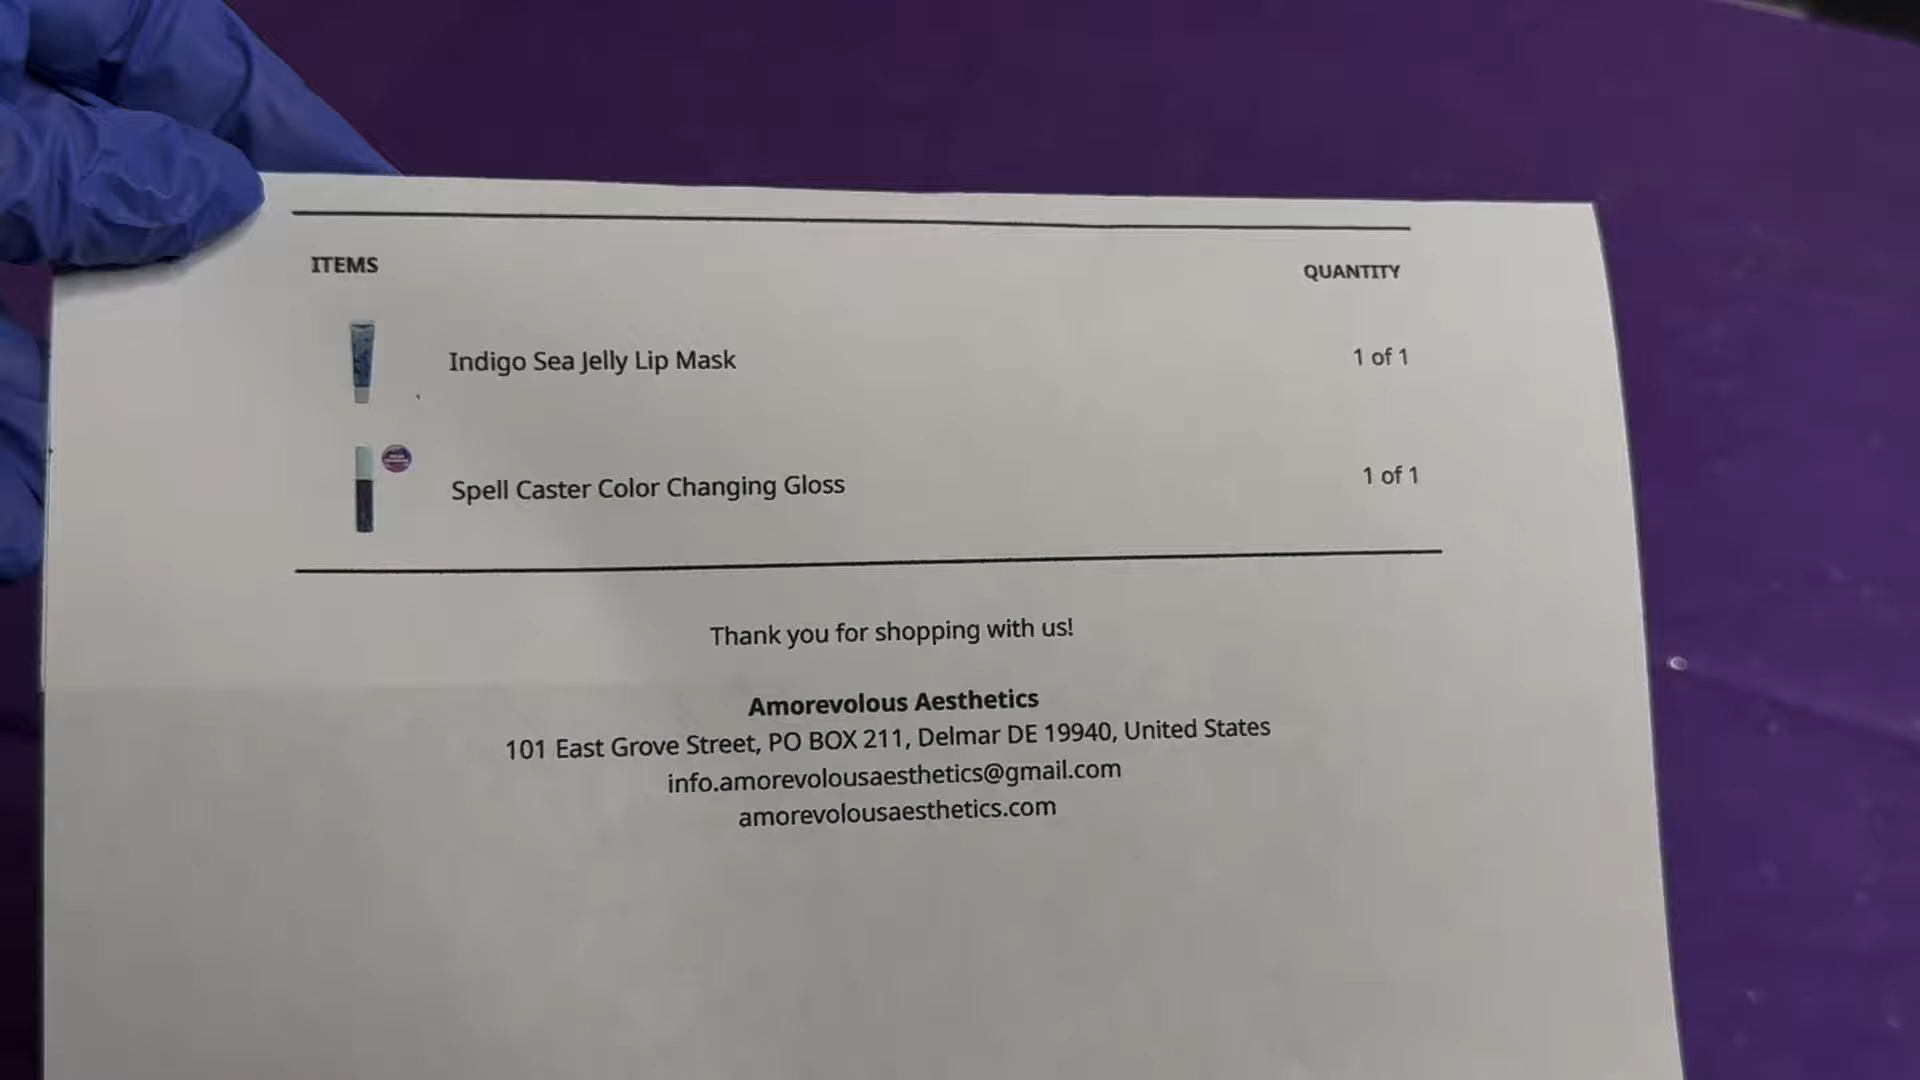 ITEMS QUANTITY
Indigo Sea Jelly Lip Mask 1 of 1
Spell Caster Color Changing Gloss 1 of 1
Thank you for shopping with us!
Amorevolous Aesthetics
101 East Grove Street, PO BOX 211, Delmar DE 19940, United States
info.amorevolousaesthetics@gmail.com
amorevolousaesthetics.com